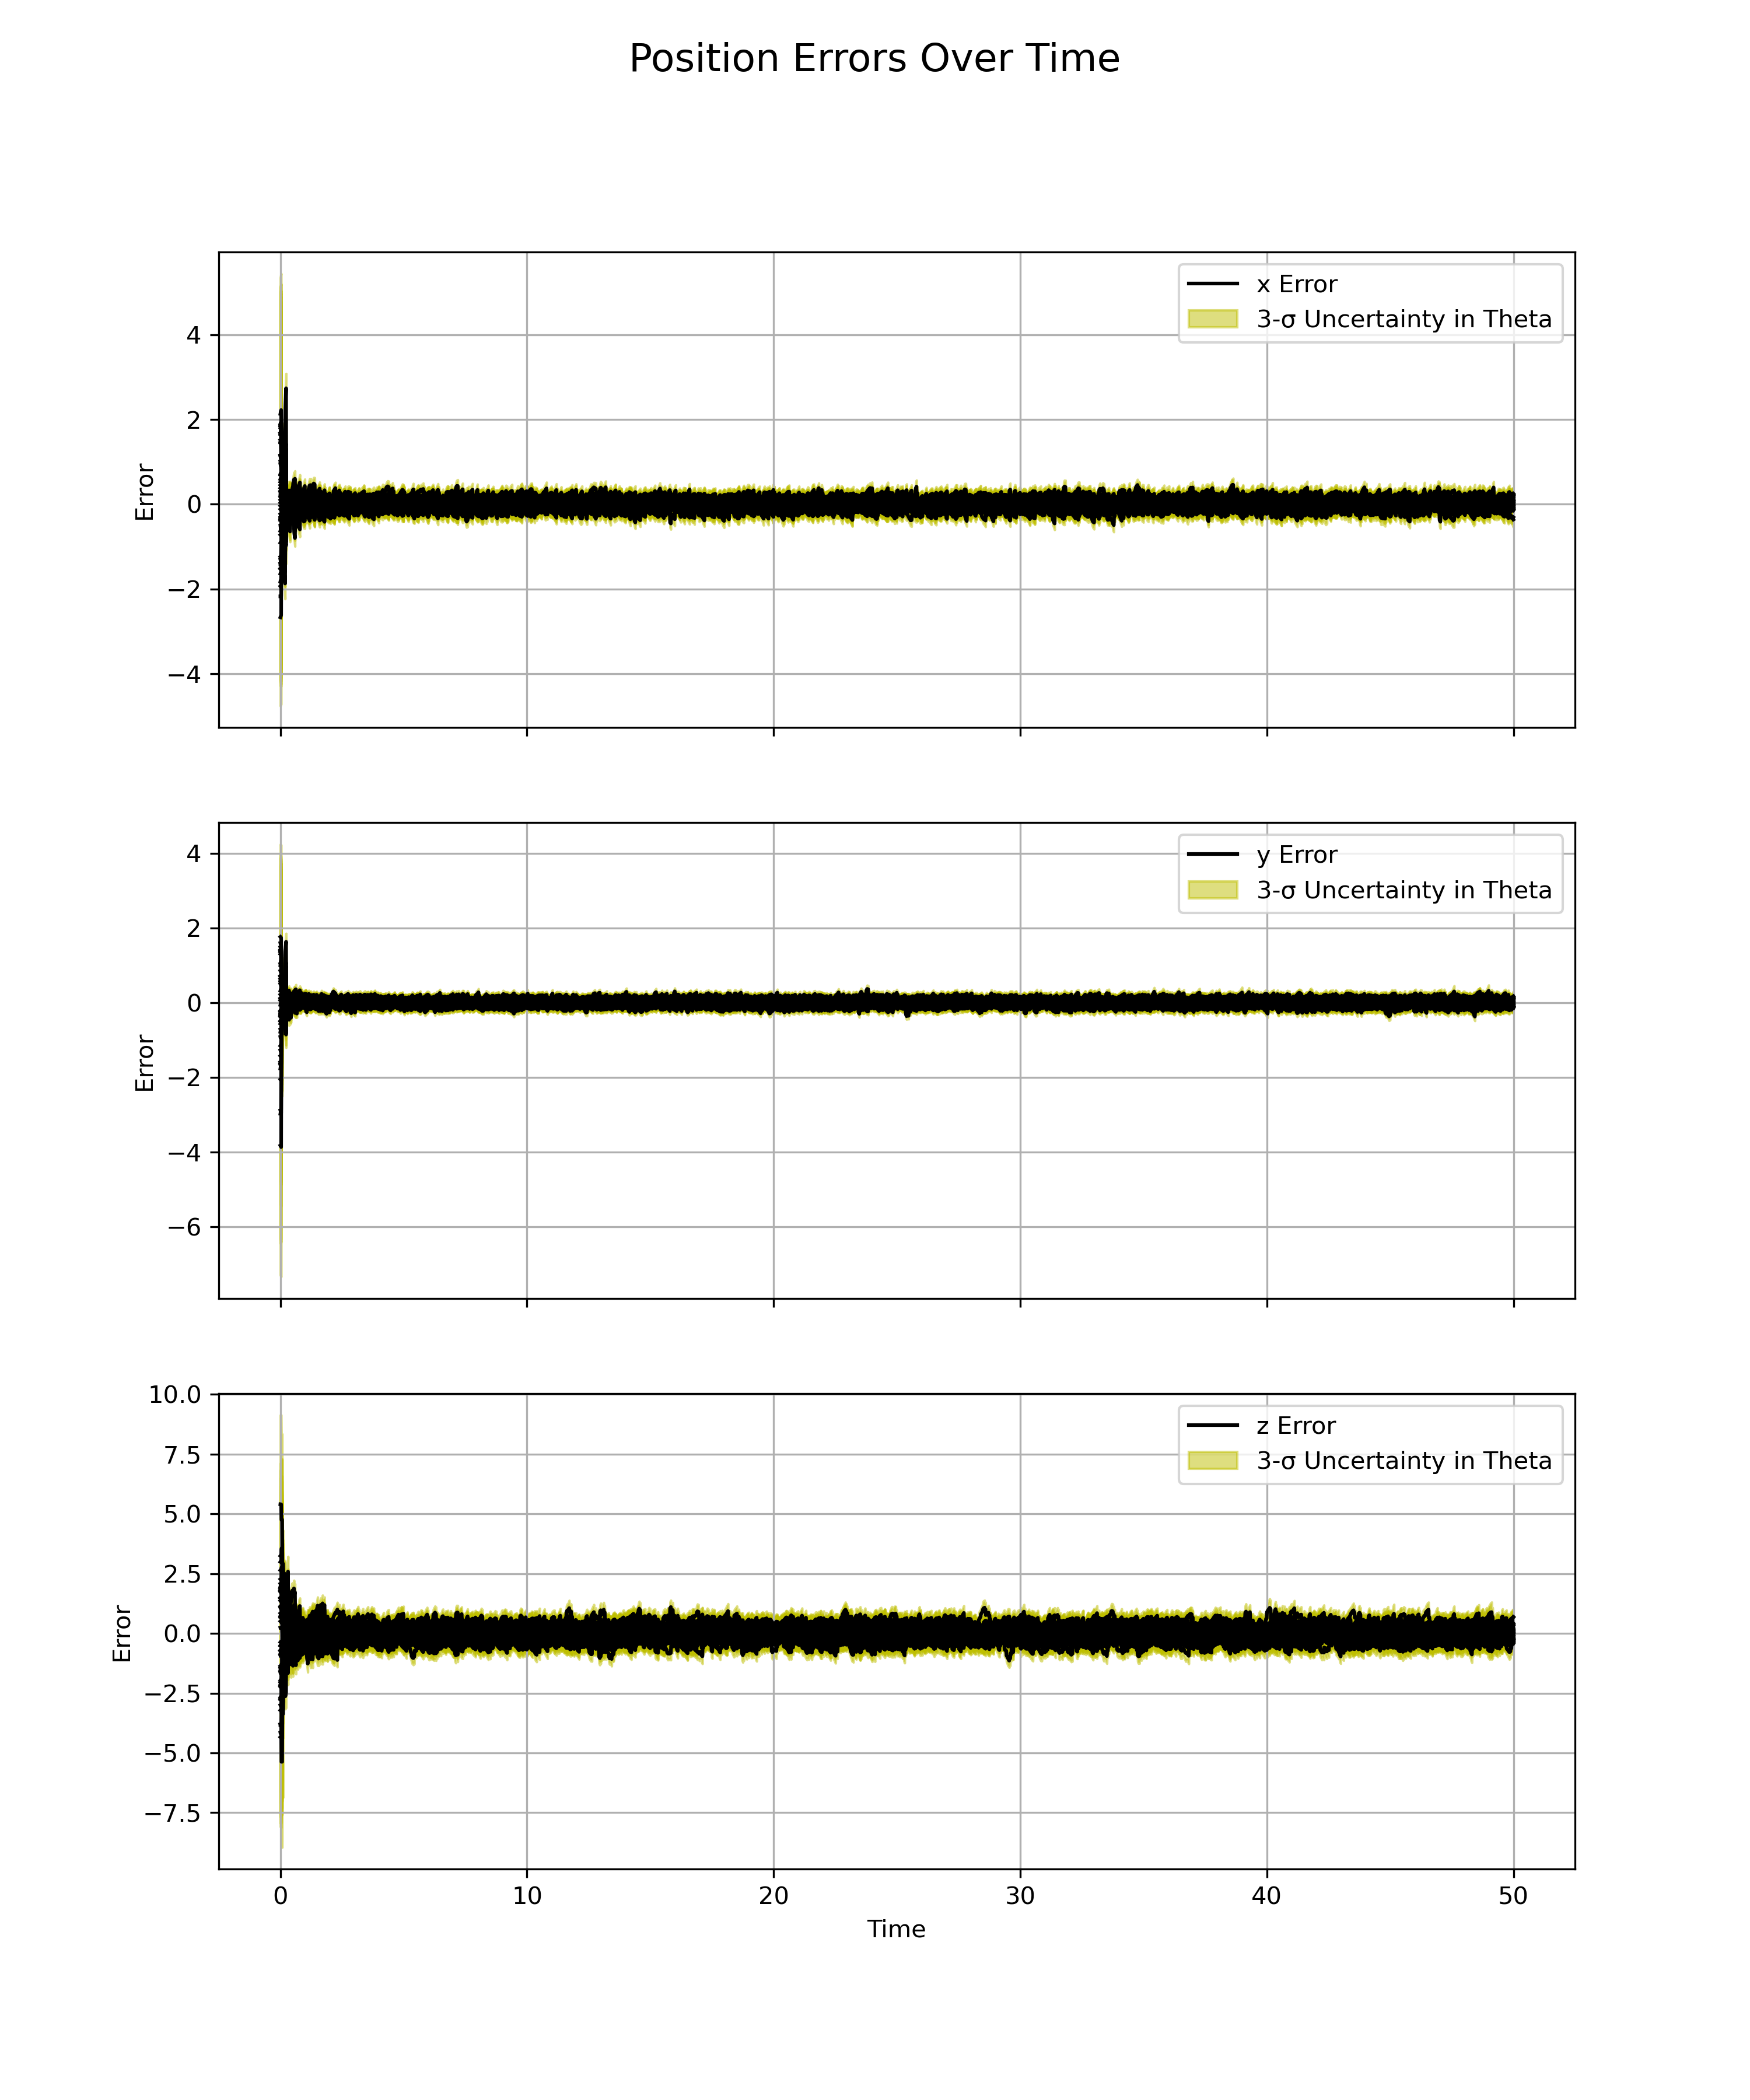 Position Errors Over Time
x Error
3-σ Uncertainty in Theta
4
2
0
−2
−4
Error
y Error
3-σ Uncertainty in Theta
4
2
0
−2
−4
−6
Error
z Error
3-σ Uncertainty in Theta
10.0
7.5
5.0
2.5
0.0
−2.5
−5.0
−7.5
Error
0 10 20 30 40 50
Time